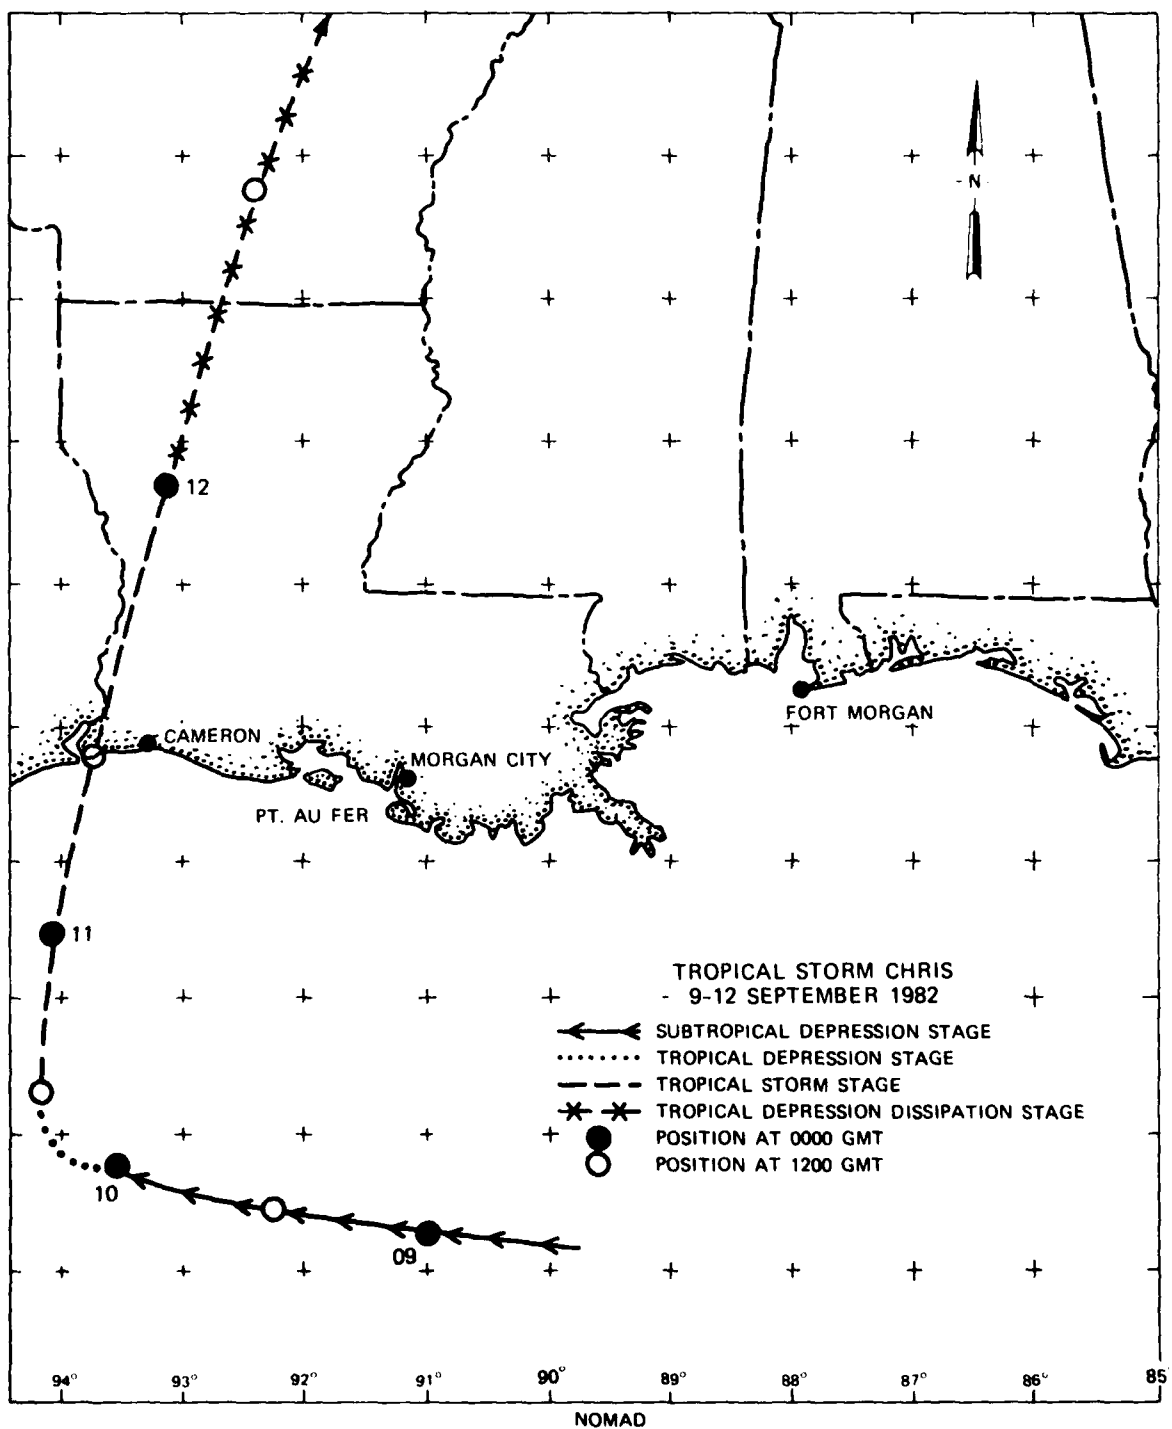 N
12
CAMERON
FORT MORGAN
MORGAN CITY
PT. AU FER
11
TROPICAL STORM CHRIS
- 9-12 SEPTEMBER 1982
SUBTROPICAL DEPRESSION STAGE
TROPICAL DEPRESSION STAGE
TROPICAL STORM STAGE
TROPICAL DEPRESSION DISSIPATION STAGE
POSITION AT 0000 GMT
POSITION AT 1200 GMT
10
09
94° 93° 92° 91° 90° 89° 88° 87° 86° 85
NOMAD